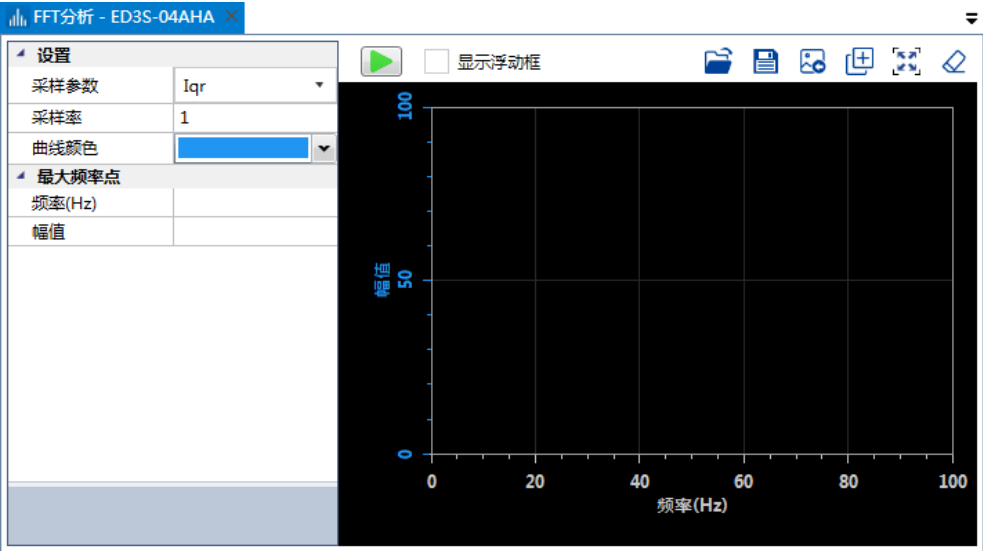 FFT分析 - ED3S-04AHA
设置
采样参数 Iqr
采样率 1
曲线颜色
最大频率点
频率(Hz)
幅值
显示浮动框
100
50
0
幅值
0 20 40 60 80 100
频率(Hz)